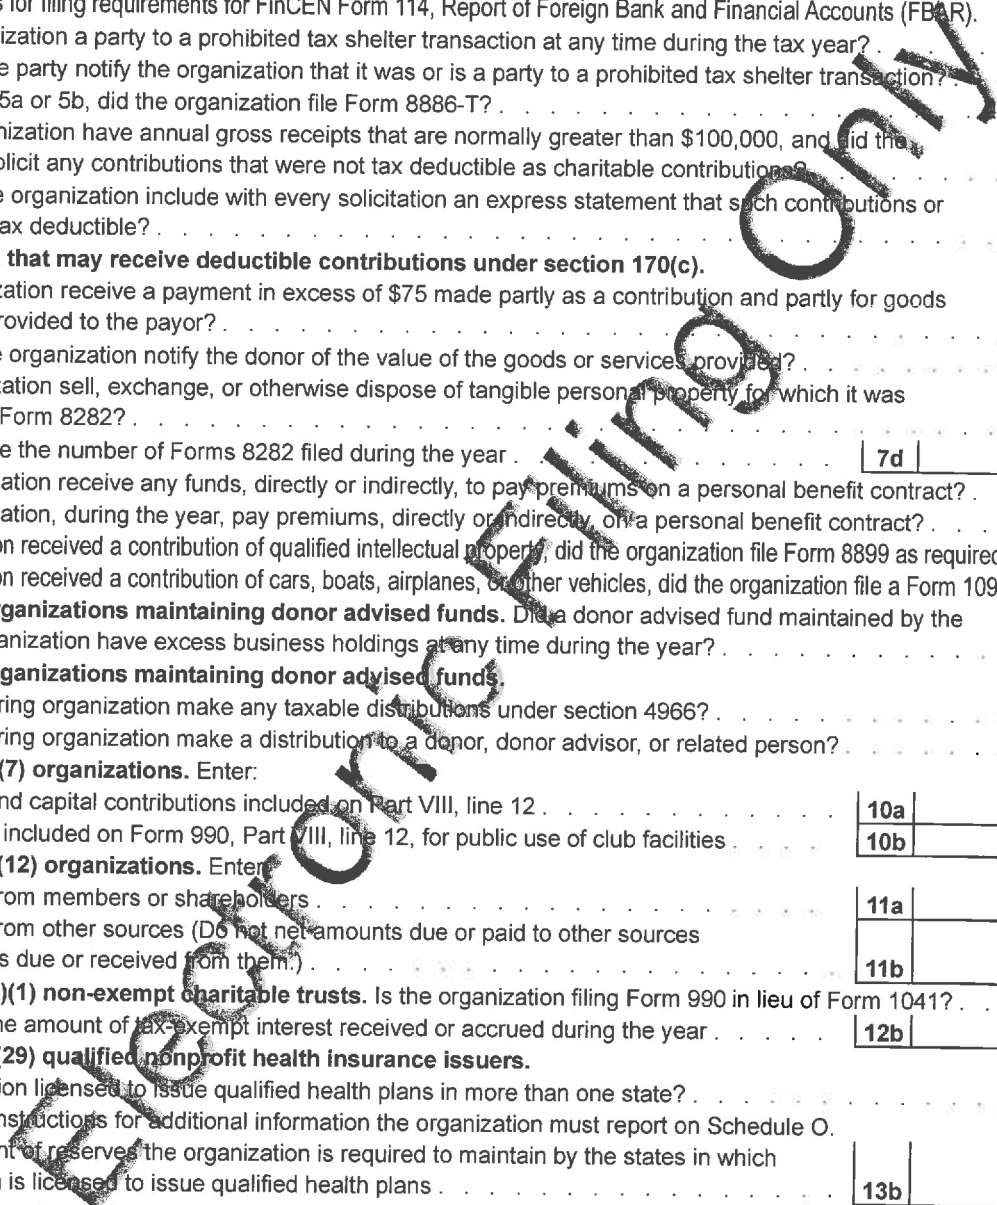 for filing requirements for FinCEN Form 114, Report of Foreign Bank and Financial Accounts (FBAR).
ization a party to a prohibited tax shelter transaction at any time during the tax year?
e party notify the organization that it was or is a party to a prohibited tax shelter transaction?
5a or 5b, did the organization file Form 8886-T?
nization have annual gross receipts that are normally greater than $100,000, and did the
olicit any contributions that were not tax deductible as charitable contributions?
e organization include with every solicitation an express statement that such contributions or
ax deductible?
that may receive deductible contributions under section 170(c).
zation receive a payment in excess of $75 made partly as a contribution and partly for goods
rovided to the payor?
e organization notify the donor of the value of the goods or services provided?
zation sell, exchange, or otherwise dispose of tangible personal property for which it was
Form 8282?
e the number of Forms 8282 filed during the year 7d
ation receive any funds, directly or indirectly, to pay premiums on a personal benefit contract?
ation, during the year, pay premiums, directly or indirectly, on a personal benefit contract?
on received a contribution of qualified intellectual property, did the organization file Form 8899 as required
on received a contribution of cars, boats, airplanes, or other vehicles, did the organization file a Form 109
rganizations maintaining donor advised funds. Did a donor advised fund maintained by the
anization have excess business holdings at any time during the year?
ganizations maintaining donor advised funds.
ring organization make any taxable distributions under section 4966?
ring organization make a distribution to a donor, donor advisor, or related person?
(7) organizations. Enter:
nd capital contributions included on Part VIII, line 12 10a
included on Form 990, Part VIII, line 12, for public use of club facilities 10b
(12) organizations. Enter
rom members or shareholders 11a
rom other sources (Do not net amounts due or paid to other sources
s due or received from them.) 11b
)(1) non-exempt charitable trusts. Is the organization filing Form 990 in lieu of Form 1041?
he amount of tax-exempt interest received or accrued during the year 12b
(29) qualified nonprofit health insurance issuers.
ion licensed to issue qualified health plans in more than one state?
nstructions for additional information the organization must report on Schedule O.
nt of reserves the organization is required to maintain by the states in which
is licensed to issue qualified health plans 13b
Electronic Filing Only